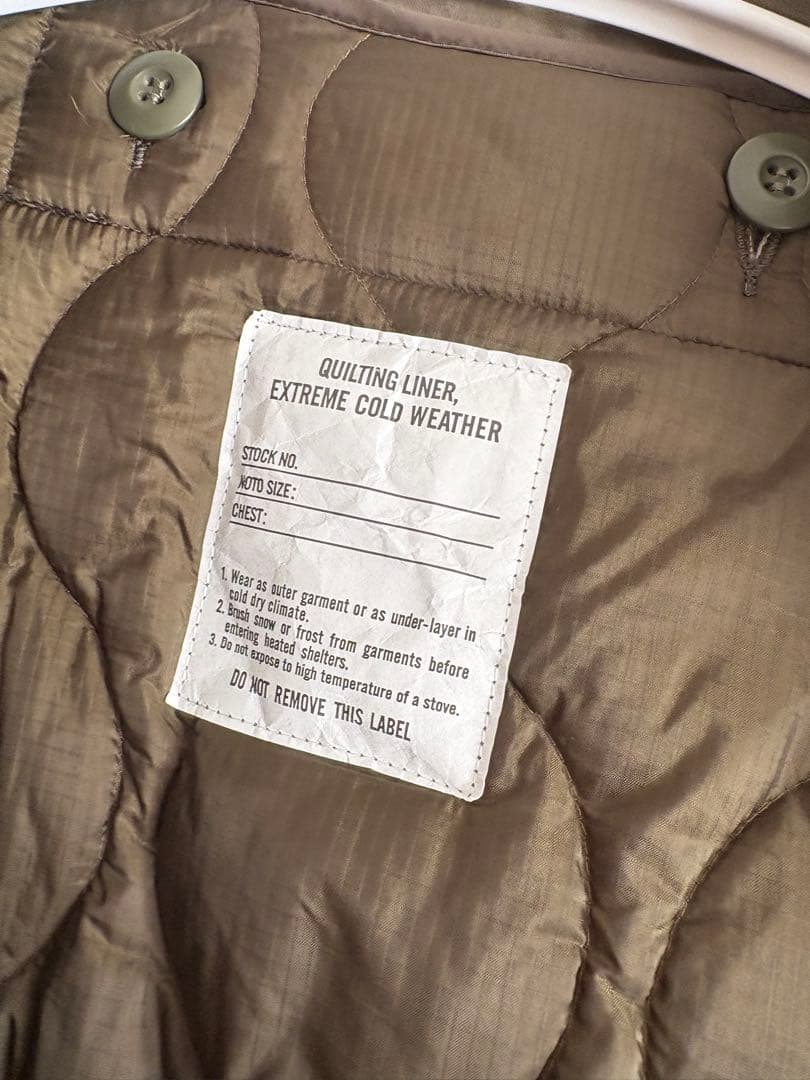 QUILTING LINER,
EXTREME COLD WEATHER
STOCK NO.
NOTO SIZE:
CHEST:
1. Wear as outer garment or as under-layer in
cold dry climate.
2. Brush snow or frost from garments before
entering heated shelters.
3. Do not expose to high temperature of a stove.
DO NOT REMOVE THIS LABEL